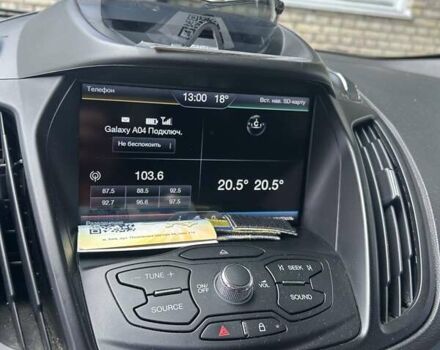 Телефон
13:00 18°
Вст. нав. SD-карту
Galaxy A04 Подключ.
Не беспокоить
103.6
87.5 88.5 92.5
92.7 96.6 97.5
20.5° 20.5°
- TUNE +
SOURCE
ON/
OFF
VOL
SEEK
SOUND